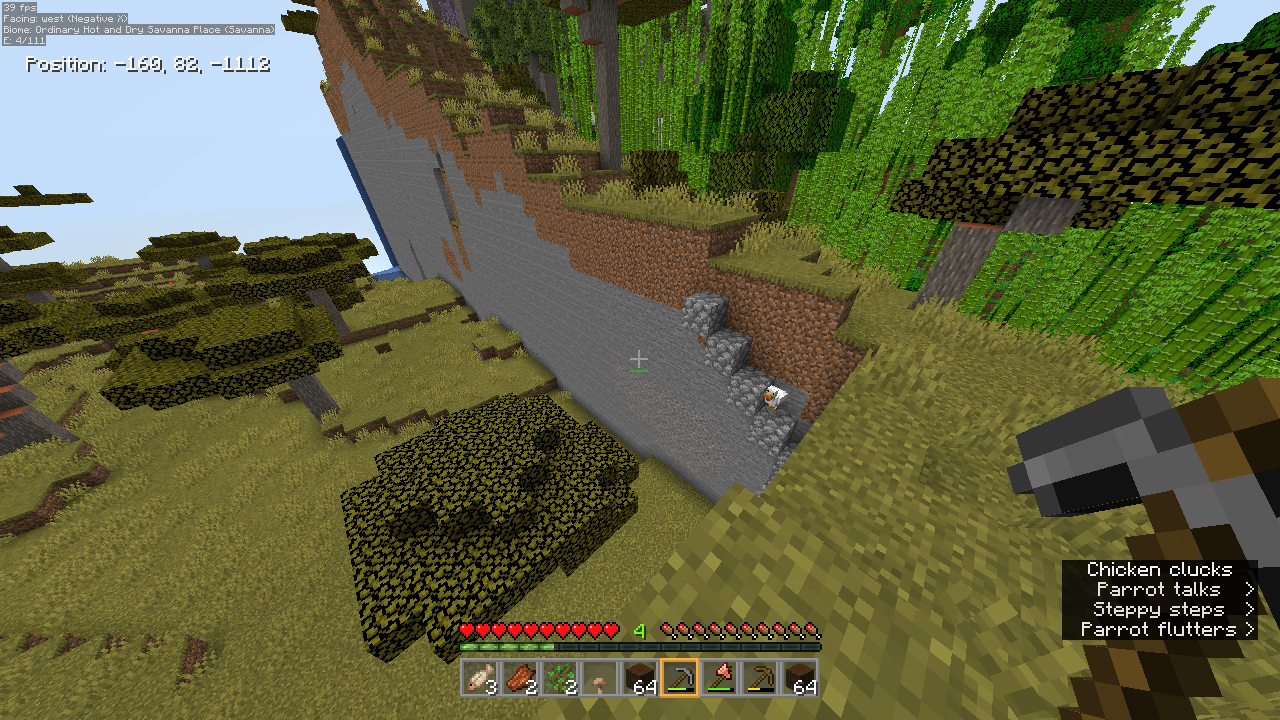 39 fps
Facing: west (Negative X)
Biome: Ordinary Hot and Dry Savanna Place (Savanna)
E: 4/111
Position: -169, 82, -1112
Chicken clucks
Parrot talks >
Steppy steps >
Parrot flutters >
4
3 2 2 64 64